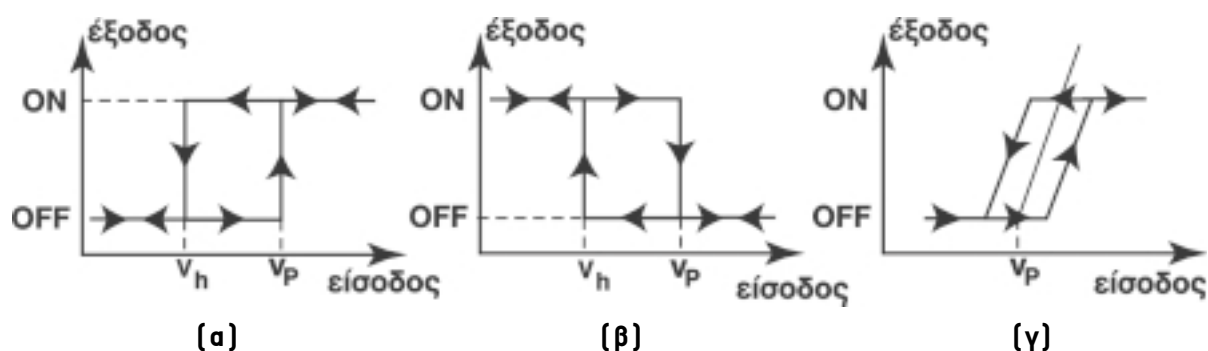 έξοδος
ON
OFF
v h
v P
είσοδος
(α)
έξοδος
ON
OFF
v h
v P
είσοδος
(β)
έξοδος
ON
OFF
v P
είσοδος
(γ)